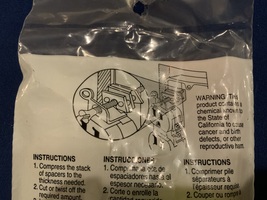 WARNING: This
product contains a
chemical known to
the State of
California to cause
cancer and birth
defects, or other
reproductive harm.
INSTRUCTIONS
1. Compress the stack
of spacers to the
thickness needed.
2. Cut or twist off the
required amount.
INSTRUCCIONES
1. Comprima el
espaciadores
espesor necesario.
2. Corte o enrolle la
cantidad
INSTRUCTIONS
1. Comprimer pile
séparateurs à
l'épaisseur requise
2. Couper ou rompre